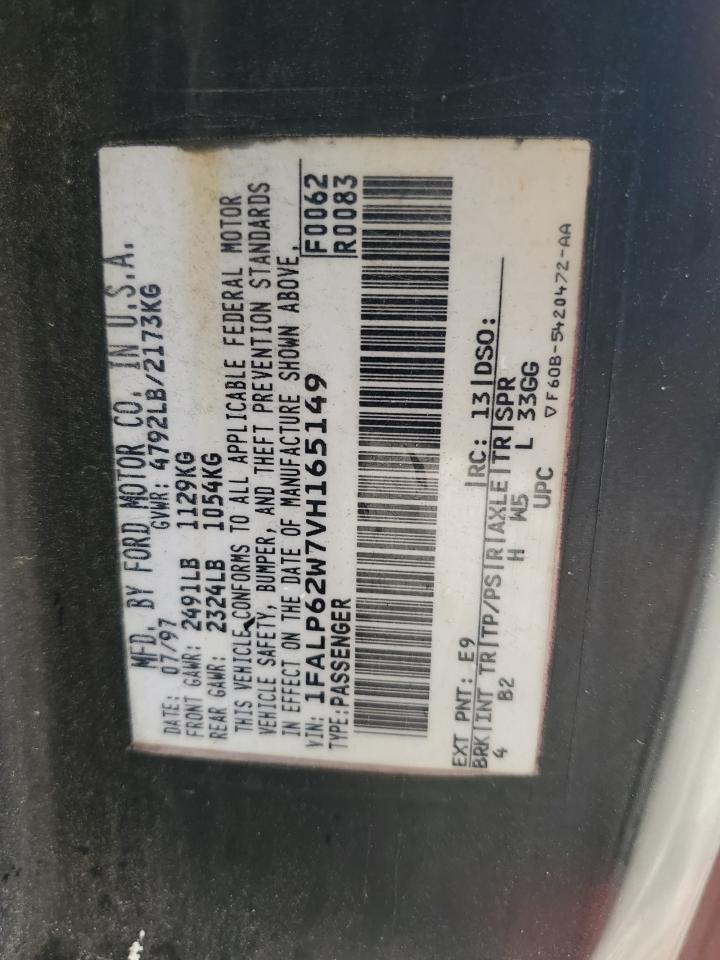 MFD. BY FORD MOTOR CO. IN U.S.A.
DATE: 07/97 GVWR: 4792LB/2173KG
FRONT GAWR: 2491LB 1129KG
REAR GAWR: 2324LB 1054KG
THIS VEHICLE CONFORMS TO ALL APPLICABLE FEDERAL MOTOR
VEHICLE SAFETY, BUMPER, AND THEFT PREVENTION STANDARDS
IN EFFECT ON THE DATE OF MANUFACTURE SHOWN ABOVE.
VIN: 1FALP62W7VH165149 F0062
TYPE: PASSENGER R0083
EXT PNT: E9 |RC: 13|DSO:
BRK|INT TR|TP/PS|R|AXLE|TR|SPR
4 B2 H W5 L 33GG
UPC
▽F60B-5420472-AA